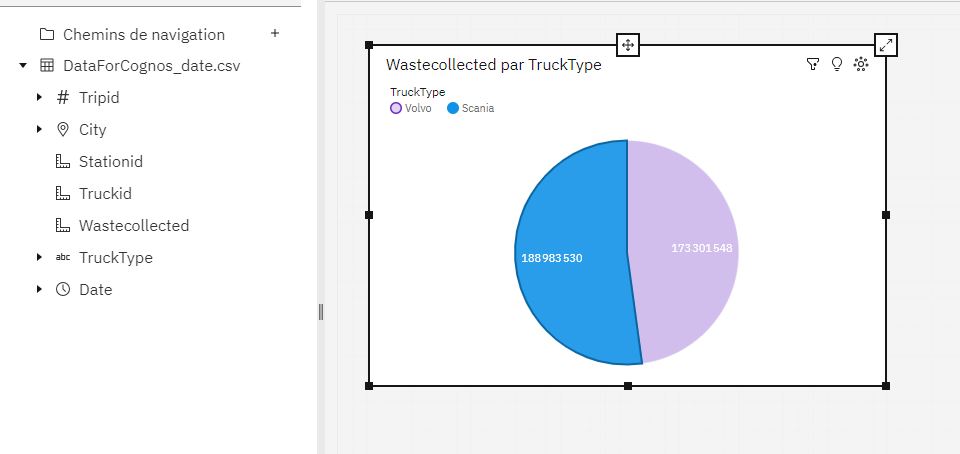 Chemins de navigation
DataForCognos_date.csv
# Tripid
City
Stationid
Truckid
Wastecollected
abc TruckType
Date
Wastecollected par TruckType
TruckType
Volvo Scania
188 983 530
173 301 548